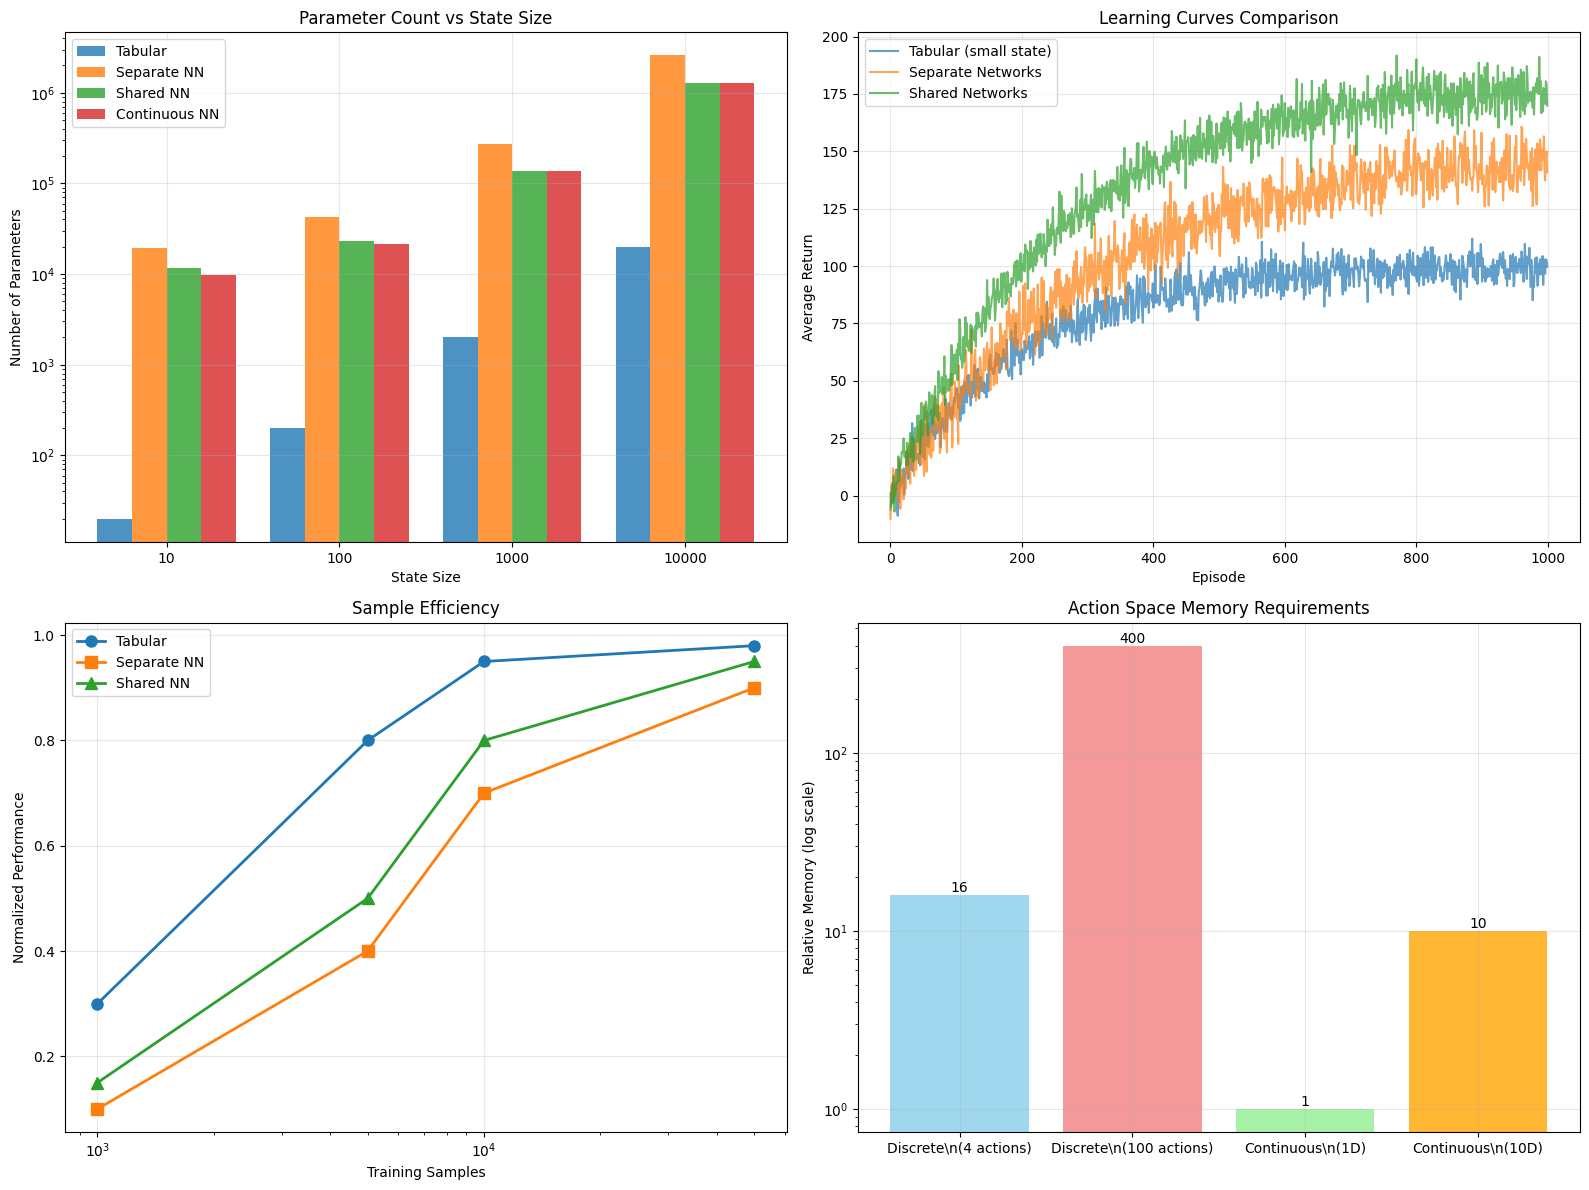 Parameter Count vs State Size
Tabular
Separate NN
Shared NN
Continuous NN
Number of Parameters
10⁶
10⁵
10⁴
10³
10²
10
100
1000
10000
State Size
Learning Curves Comparison
Tabular (small state)
Separate Networks
Shared Networks
Average Return
200
175
150
125
100
75
50
25
0
0
200
400
600
800
1000
Episode
Sample Efficiency
Tabular
Separate NN
Shared NN
Normalized Performance
1.0
0.8
0.6
0.4
0.2
10³
10⁴
Training Samples
Action Space Memory Requirements
Relative Memory (log scale)
10²
10¹
10⁰
16
400
1
10
Discrete\n(4 actions)
Discrete\n(100 actions)
Continuous\n(1D)
Continuous\n(10D)